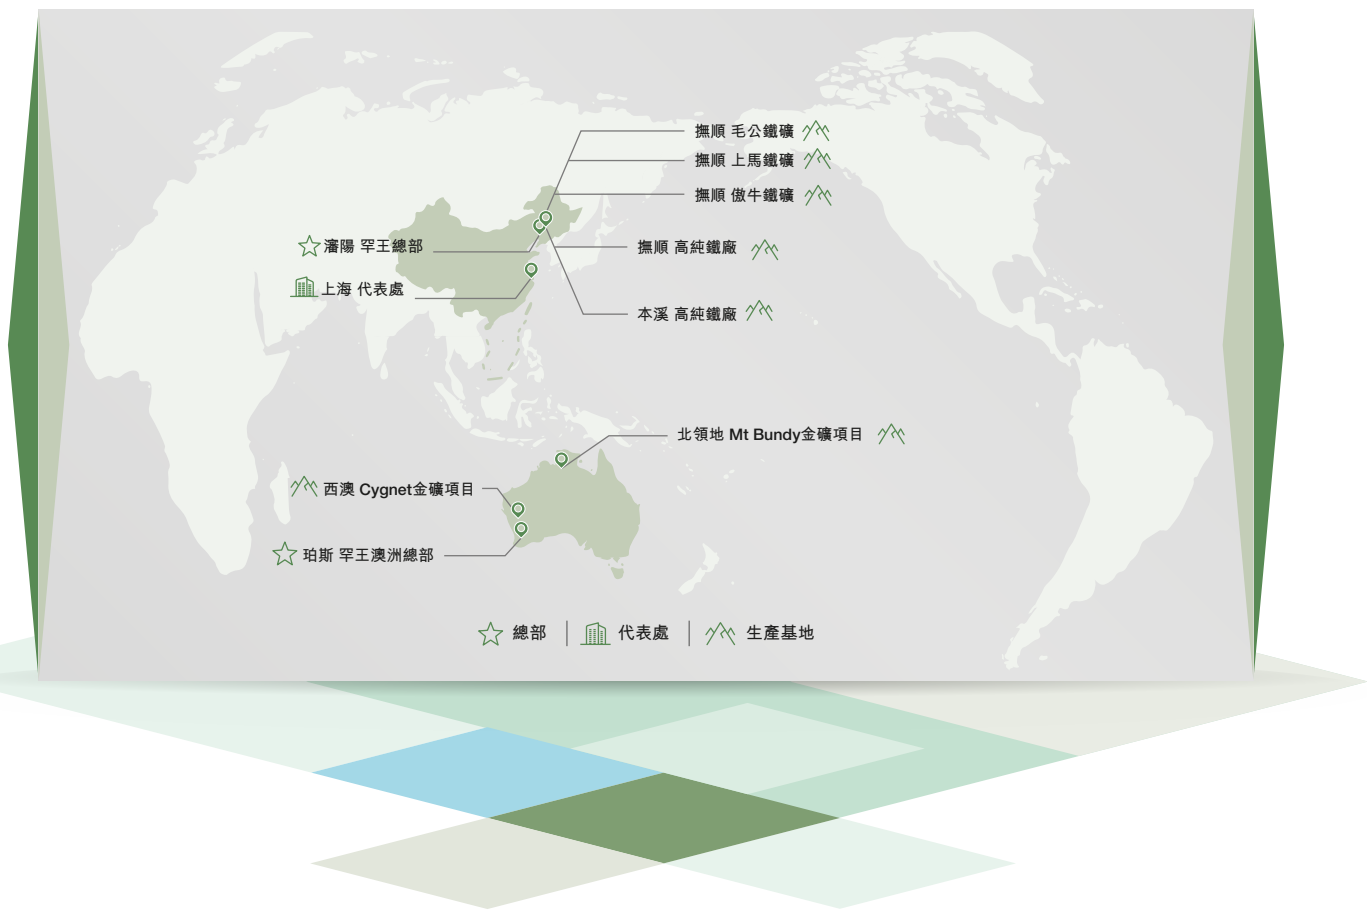 撫順 毛公鐵礦
撫順 上馬鐵礦
撫順 傲牛鐵礦
瀋陽 罕王總部
撫順 高純鐵廠
上海 代表處
本溪 高純鐵廠
北領地 Mt Bundy金礦項目
西澳 Cygnet金礦項目
珀斯 罕王澳洲總部
總部
代表處
生產基地